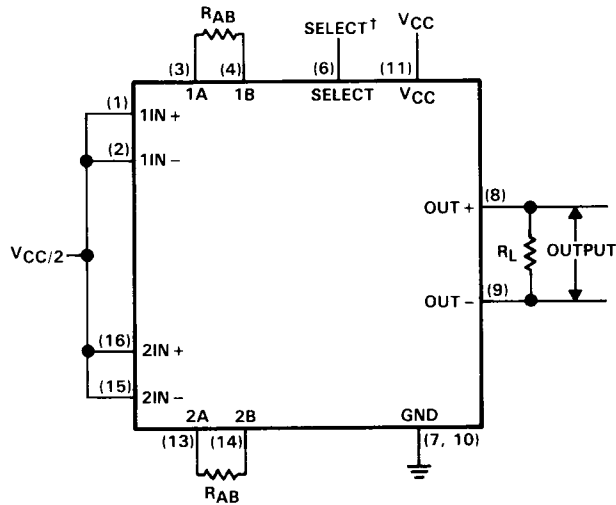 RAB
SELECT†
VCC
(3)
(4)
(6)
(11)
1A
1B
SELECT
VCC
(1)
1IN +
(2)
1IN −
OUT +
(8)
VCC/2
RL
OUTPUT
OUT −
(9)
(16)
2IN +
(15)
2IN −
2A
2B
GND
(13)
(14)
(7, 10)
RAB